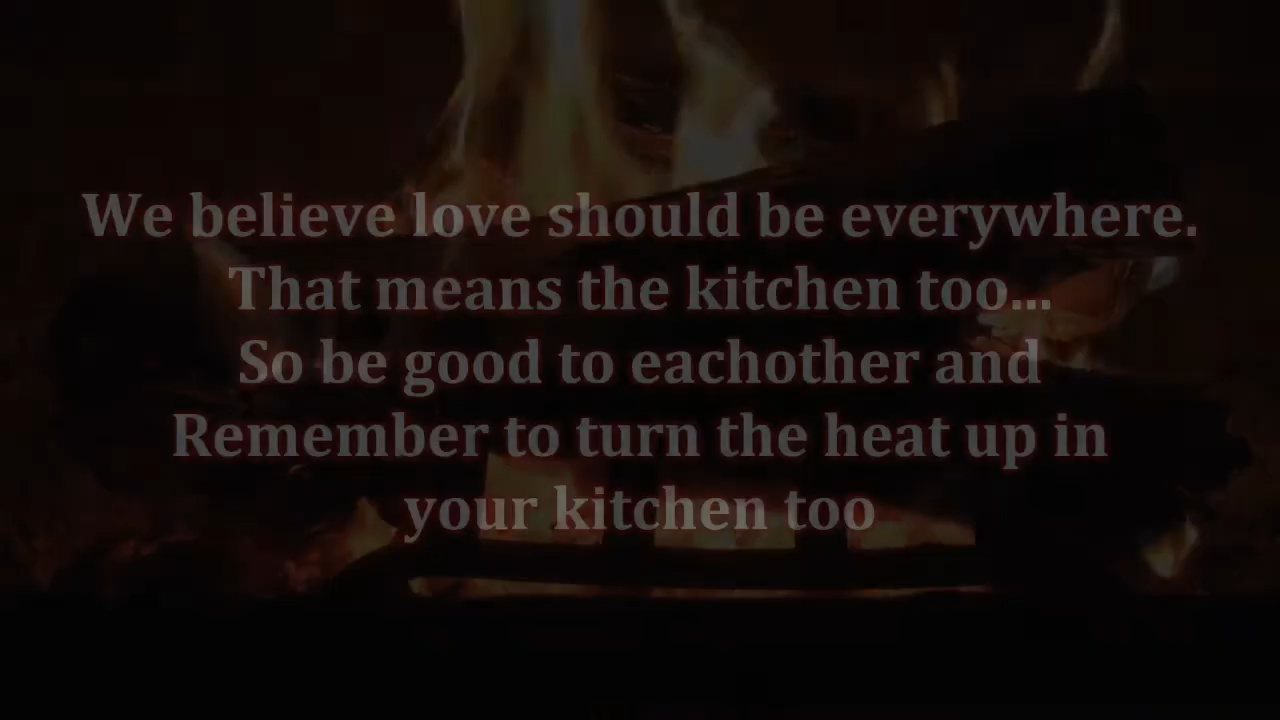 We believe love should be everywhere.
That means the kitchen too...
So be good to eachother and
Remember to turn the heat up in
your kitchen too